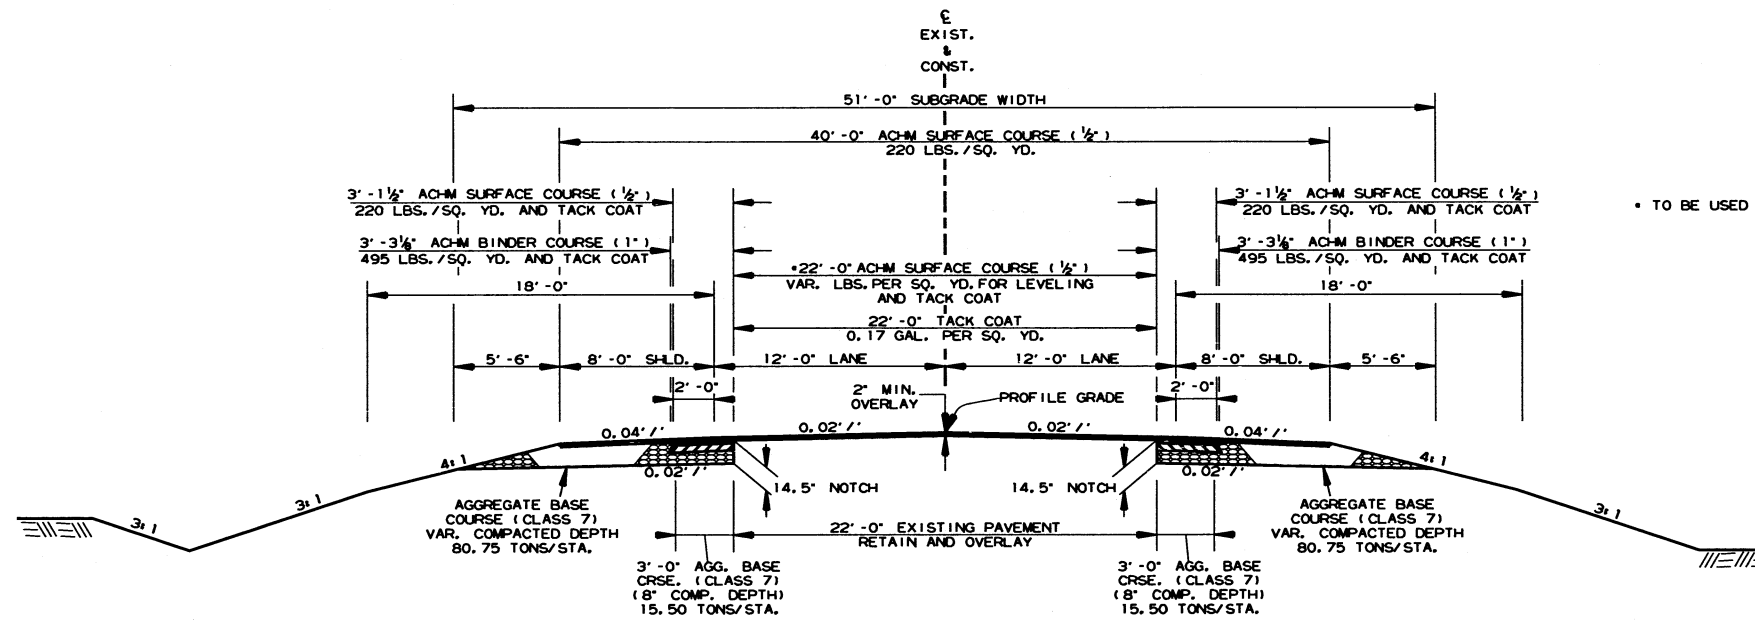 ℄
EXIST.
&
CONST.
51'-0" SUBGRADE WIDTH
40'-0" ACHM SURFACE COURSE (½")
220 LBS./SQ. YD.
3'-1½" ACHM SURFACE COURSE (½")
220 LBS./SQ. YD. AND TACK COAT
3'-1½" ACHM SURFACE COURSE (½")
220 LBS./SQ. YD. AND TACK COAT
• TO BE USED
3'-3⅛" ACHM BINDER COURSE (1")
495 LBS./SQ. YD. AND TACK COAT
3'-3⅛" ACHM BINDER COURSE (1")
495 LBS./SQ. YD. AND TACK COAT
•22'-0" ACHM SURFACE COURSE (½")
VAR. LBS. PER SQ. YD. FOR LEVELING
AND TACK COAT
18'-0"
18'-0"
22'-0" TACK COAT
0.17 GAL. PER SQ. YD.
5'-6"
8'-0" SHLD.
12'-0" LANE
12'-0" LANE
8'-0" SHLD.
5'-6"
2'-0"
2'-0"
2" MIN.
OVERLAY
PROFILE GRADE
0.04'/'
0.02'/'
0.02'/'
0.04'/'
4:1
0.02'/'
0.02'/'
4:1
14.5" NOTCH
14.5" NOTCH
3:1
3:1
3:1
AGGREGATE BASE
COURSE (CLASS 7)
VAR. COMPACTED DEPTH
80.75 TONS/STA.
AGGREGATE BASE
COURSE (CLASS 7)
VAR. COMPACTED DEPTH
80.75 TONS/STA.
22'-0" EXISTING PAVEMENT
RETAIN AND OVERLAY
3'-0" AGG. BASE
CRSE. (CLASS 7)
(8" COMP. DEPTH)
15.50 TONS/STA.
3'-0" AGG. BASE
CRSE. (CLASS 7)
(8" COMP. DEPTH)
15.50 TONS/STA.